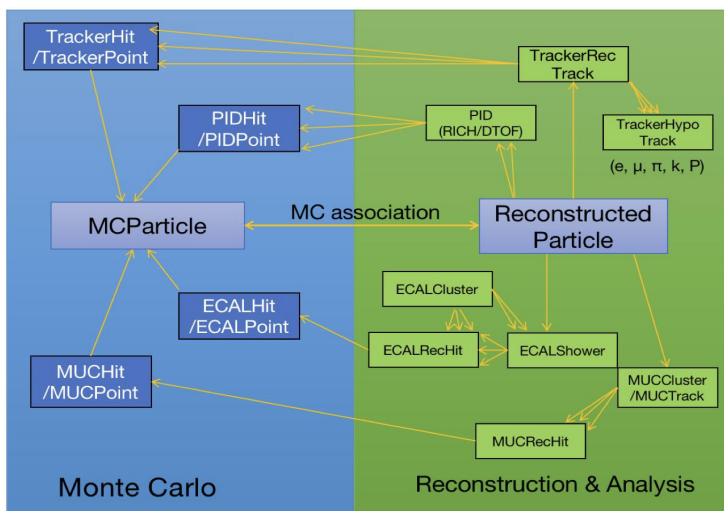 TrackerHit
/TrackerPoint
TrackerRec
Track
PIDHit
/PIDPoint
PID
(RICH/DTOF)
TrackerHypo
Track
(e, μ, π, k, P)
MCParticle
MC association
Reconstructed
Particle
ECALCluster
ECALHit
/ECALPoint
ECALRecHit
ECALShower
MUCHit
/MUCPoint
MUCCluster
/MUCTrack
MUCRecHit
Monte Carlo
Reconstruction & Analysis